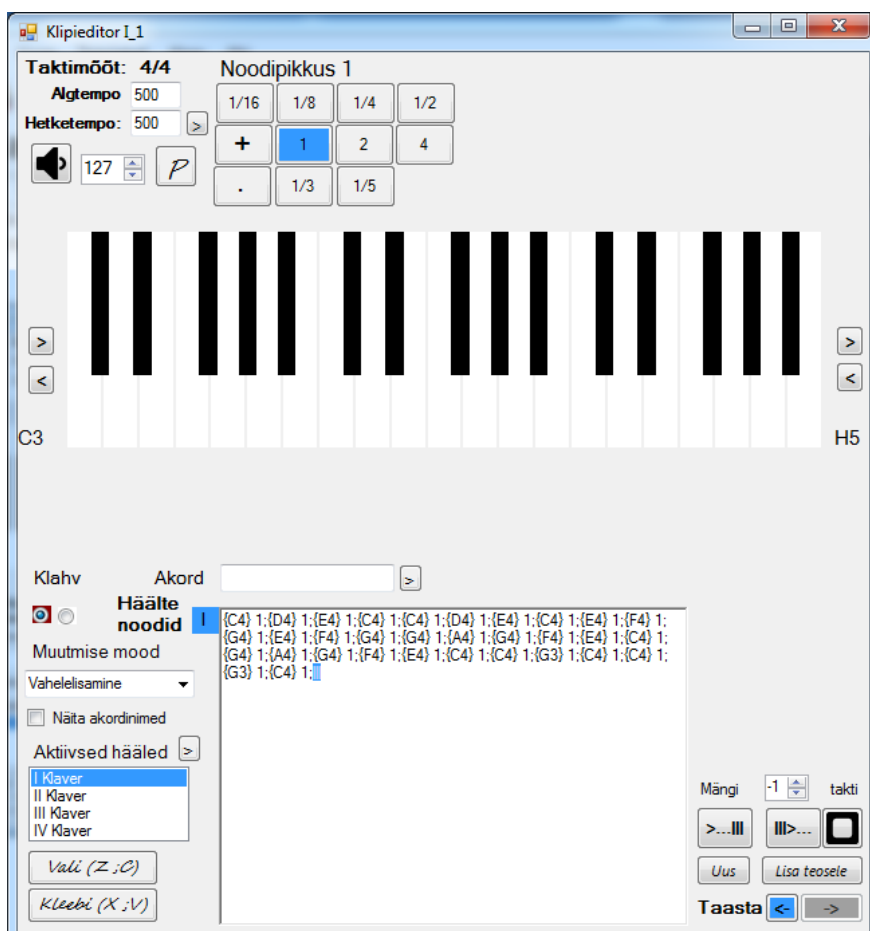 Klipieditor I_1
Taktimõõt: 4/4
Noodipikkus 1
Algtempo 500
Hetketempo: 500 >
127 P
1/16 1/8 1/4 1/2
+ 1 2 4
. 1/3 1/5
> >
< <
C3 H5
Klahv Akord >
Häälte noodid I
{C4} 1;{D4} 1;{E4} 1;{C4} 1;{C4} 1;{D4} 1;{E4} 1;{C4} 1;{E4} 1;{F4} 1;
{G4} 1;{E4} 1;{F4} 1;{G4} 1;{G4} 1;{A4} 1;{G4} 1;{F4} 1;{E4} 1;{C4} 1;
{G4} 1;{A4} 1;{G4} 1;{F4} 1;{E4} 1;{C4} 1;{C4} 1;{G3} 1;{C4} 1;{C4} 1;
{G3} 1;{C4} 1;
Muutmise mood
Vahelelisamine
Näita akordinimed
Aktiivsed hääled >
I Klaver
II Klaver
III Klaver
IV Klaver
Vali (Z ;C)
Kleebi (X ;V)
Mängi -1 takti
>...III III>...
Uus Lisa teosele
Taasta <- ->